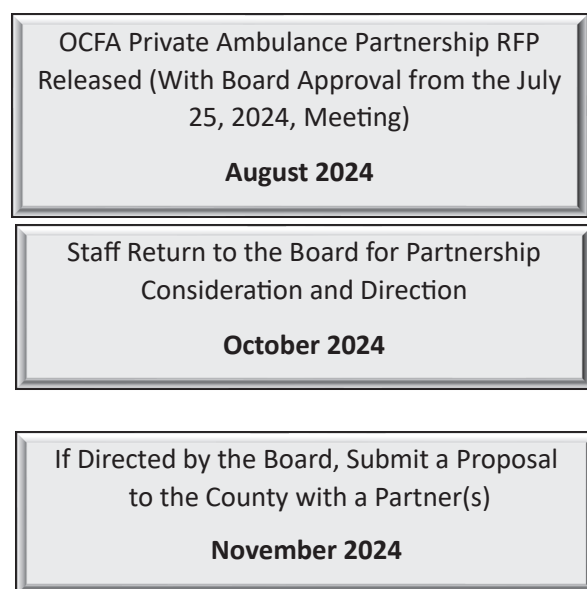 OCFA Private Ambulance Partnership RFP
Released (With Board Approval from the July
25, 2024, Meeting)
August 2024
Staff Return to the Board for Partnership
Consideration and Direction
October 2024
If Directed by the Board, Submit a Proposal
to the County with a Partner(s)
November 2024